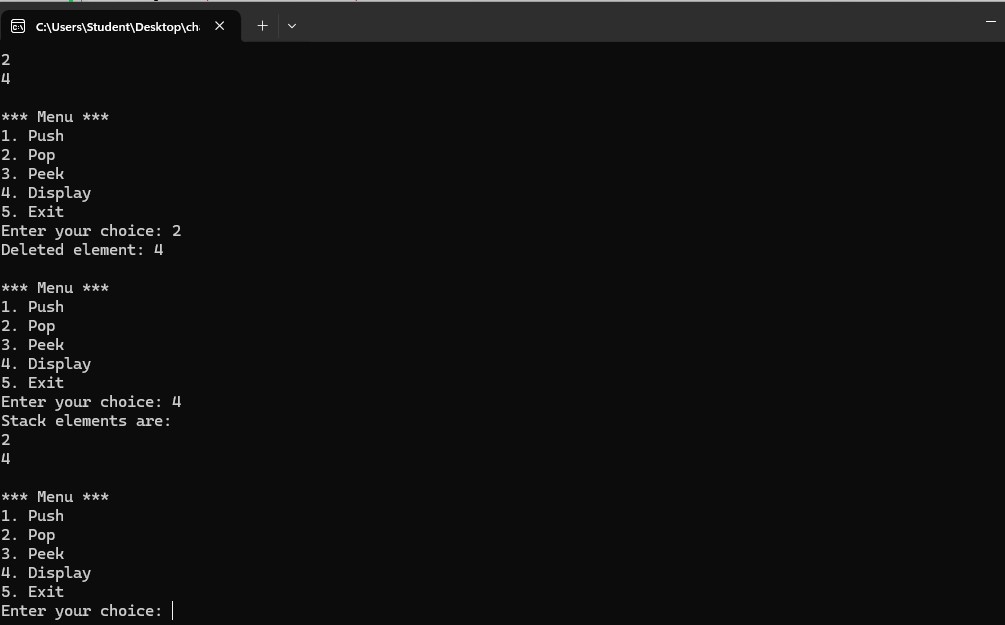 C:\Users\Student\Desktop\ch
2
4
*** Menu ***
1. Push
2. Pop
3. Peek
4. Display
5. Exit
Enter your choice: 2
Deleted element: 4
*** Menu ***
1. Push
2. Pop
3. Peek
4. Display
5. Exit
Enter your choice: 4
Stack elements are:
2
4
*** Menu ***
1. Push
2. Pop
3. Peek
4. Display
5. Exit
Enter your choice: